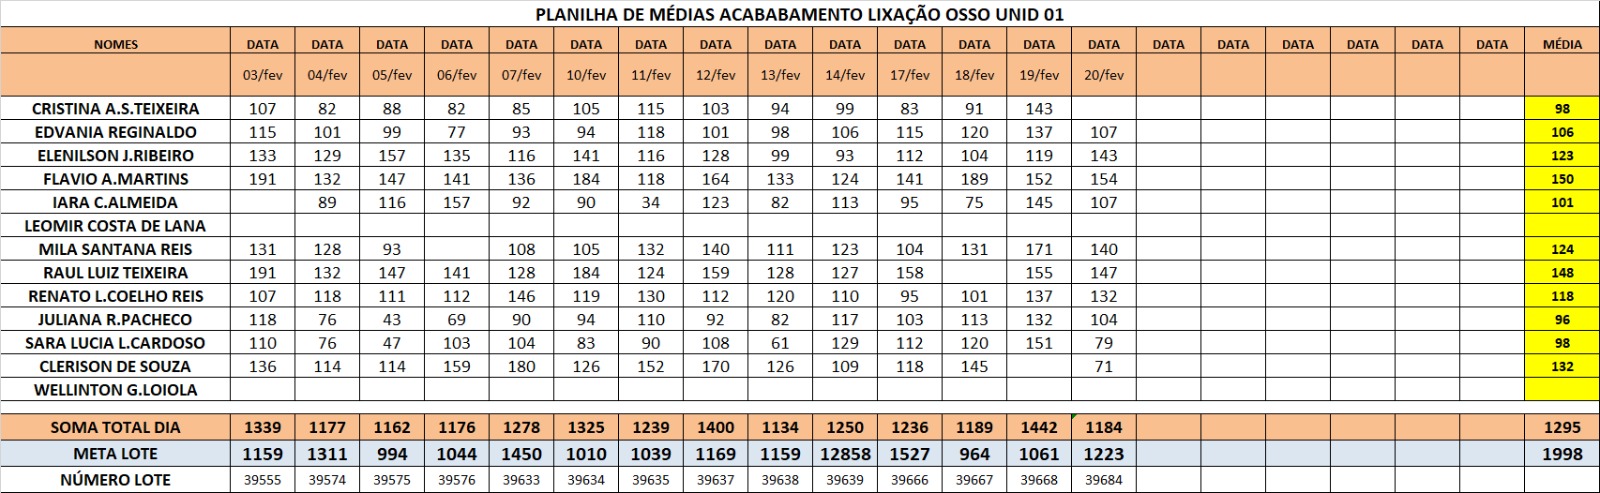 PLANILHA DE MÉDIAS ACABABAMENTO LIXAÇÃO OSSO UNID 01
NOMES DATA DATA DATA DATA DATA DATA DATA DATA DATA DATA DATA DATA DATA DATA DATA DATA DATA DATA DATA DATA MÉDIA
03/fev 04/fev 05/fev 06/fev 07/fev 10/fev 11/fev 12/fev 13/fev 14/fev 17/fev 18/fev 19/fev 20/fev
CRISTINA A.S.TEIXEIRA 107 82 88 82 85 105 115 103 94 99 83 91 143 98
EDVANIA REGINALDO 115 101 99 77 93 94 118 101 98 106 115 120 137 107 106
ELENILSON J.RIBEIRO 133 129 157 135 116 141 116 128 99 93 112 104 119 143 123
FLAVIO A.MARTINS 191 132 147 141 136 184 118 164 133 124 141 189 152 154 150
IARA C.ALMEIDA 89 116 157 92 90 34 123 82 113 95 75 145 107 101
LEOMIR COSTA DE LANA
MILA SANTANA REIS 131 128 93 108 105 132 140 111 123 104 131 171 140 124
RAUL LUIZ TEIXEIRA 191 132 147 141 128 184 124 159 128 127 158 155 147 148
RENATO L.COELHO REIS 107 118 111 112 146 119 130 112 120 110 95 101 137 132 118
JULIANA R.PACHECO 118 76 43 69 90 94 110 92 82 117 103 113 132 104 96
SARA LUCIA L.CARDOSO 110 76 47 103 104 83 90 108 61 129 112 120 151 79 98
CLERISON DE SOUZA 136 114 114 159 180 126 152 170 126 109 118 145 71 132
WELLINTON G.LOIOLA
SOMA TOTAL DIA 1339 1177 1162 1176 1278 1325 1239 1400 1134 1250 1236 1189 1442 1184 1295
META LOTE 1159 1311 994 1044 1450 1010 1039 1169 1159 12858 1527 964 1061 1223 1998
NÚMERO LOTE 39555 39574 39575 39576 39633 39634 39635 39637 39638 39639 39666 39667 39668 39684